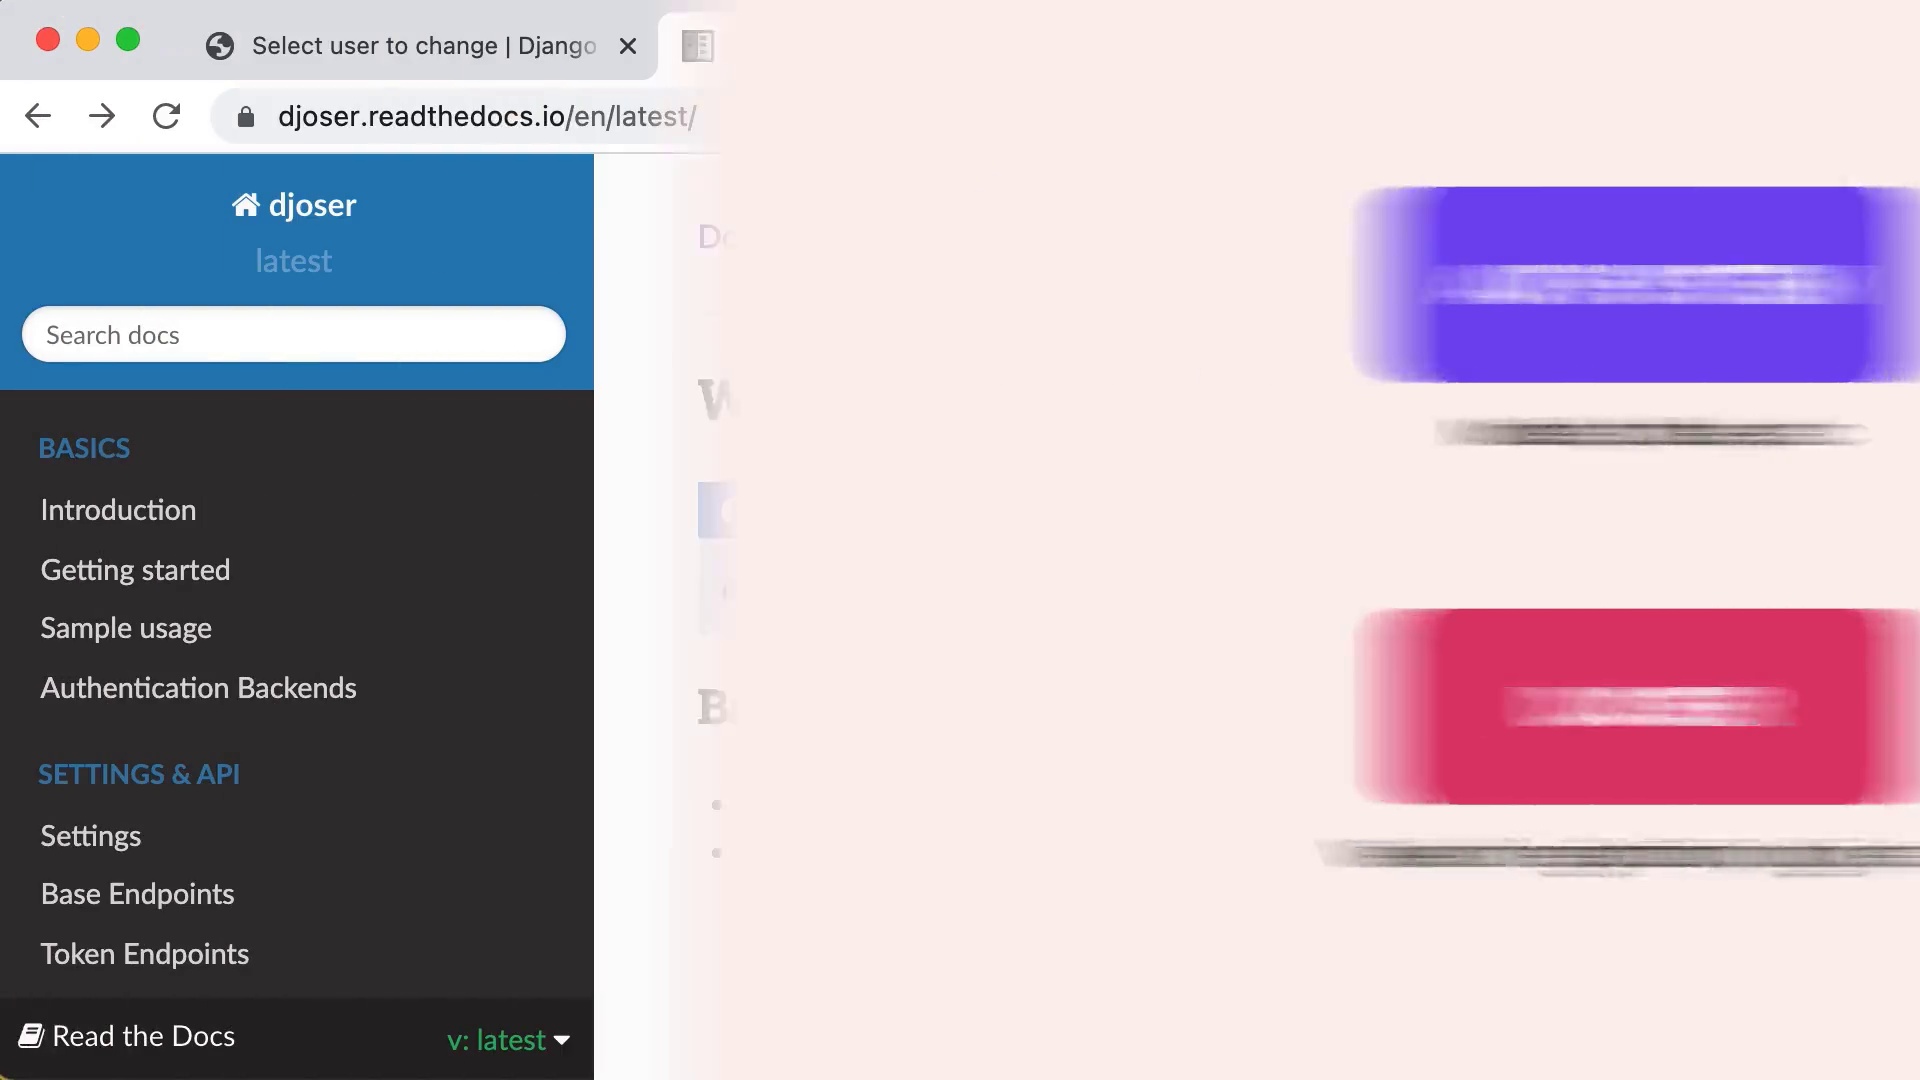 Select user to change | Django
djoser.readthedocs.io/en/latest/
djoser
latest
Search docs
BASICS
Introduction
Getting started
Sample usage
Authentication Backends
SETTINGS & API
Settings
Base Endpoints
Token Endpoints
Read the Docs
v: latest